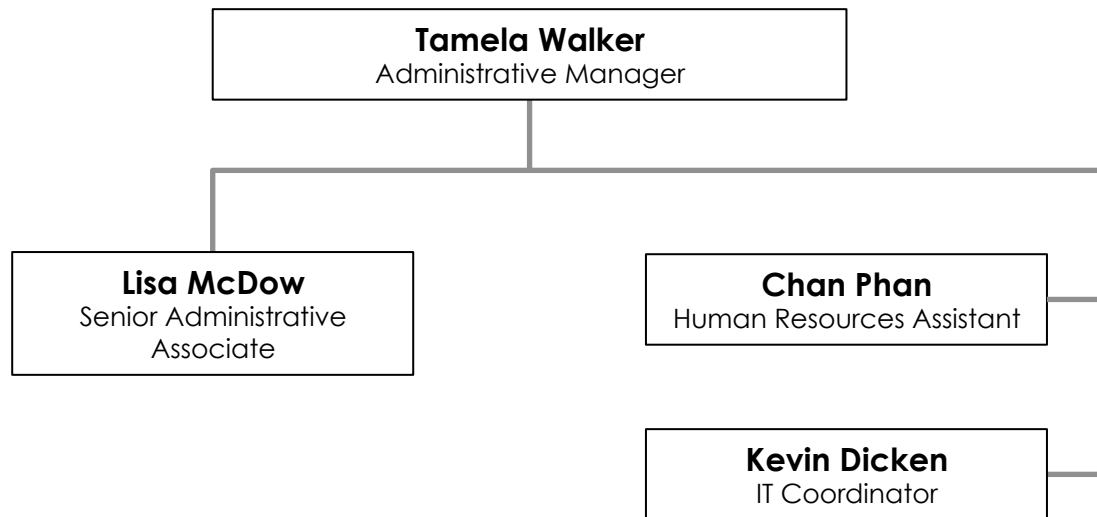 Tamela Walker
Administrative Manager
Lisa McDow
Senior Administrative
Associate
Chan Phan
Human Resources Assistant
Kevin Dicken
IT Coordinator